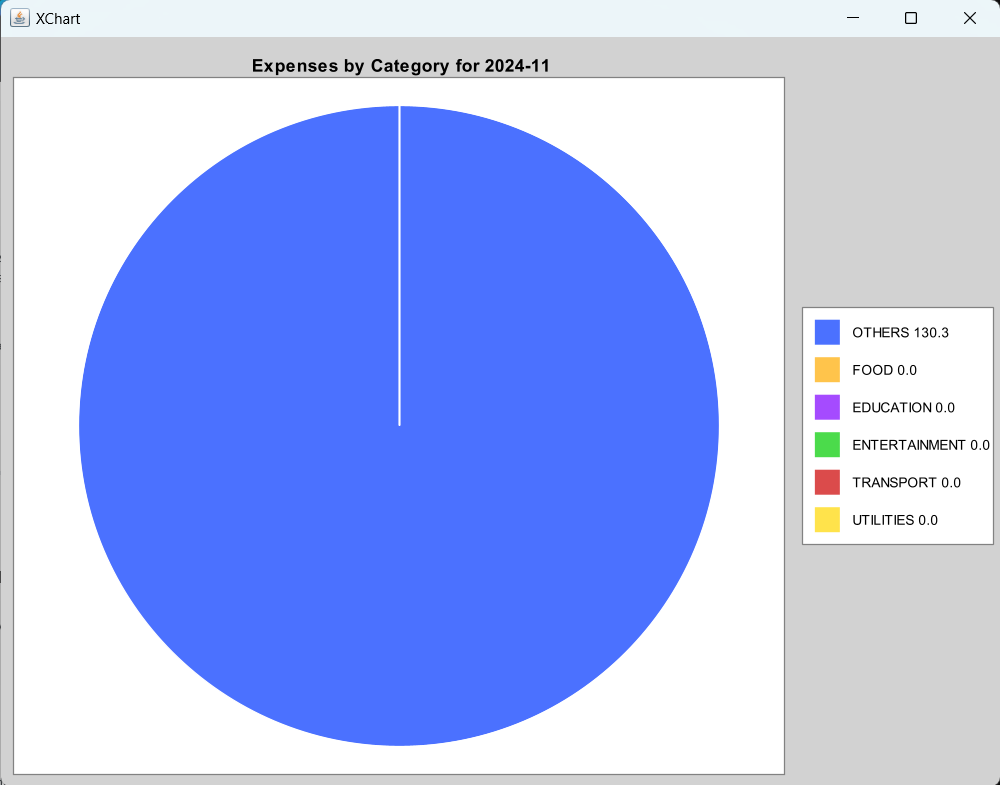 XChart
Expenses by Category for 2024-11
OTHERS 130.3
FOOD 0.0
EDUCATION 0.0
ENTERTAINMENT 0.0
TRANSPORT 0.0
UTILITIES 0.0